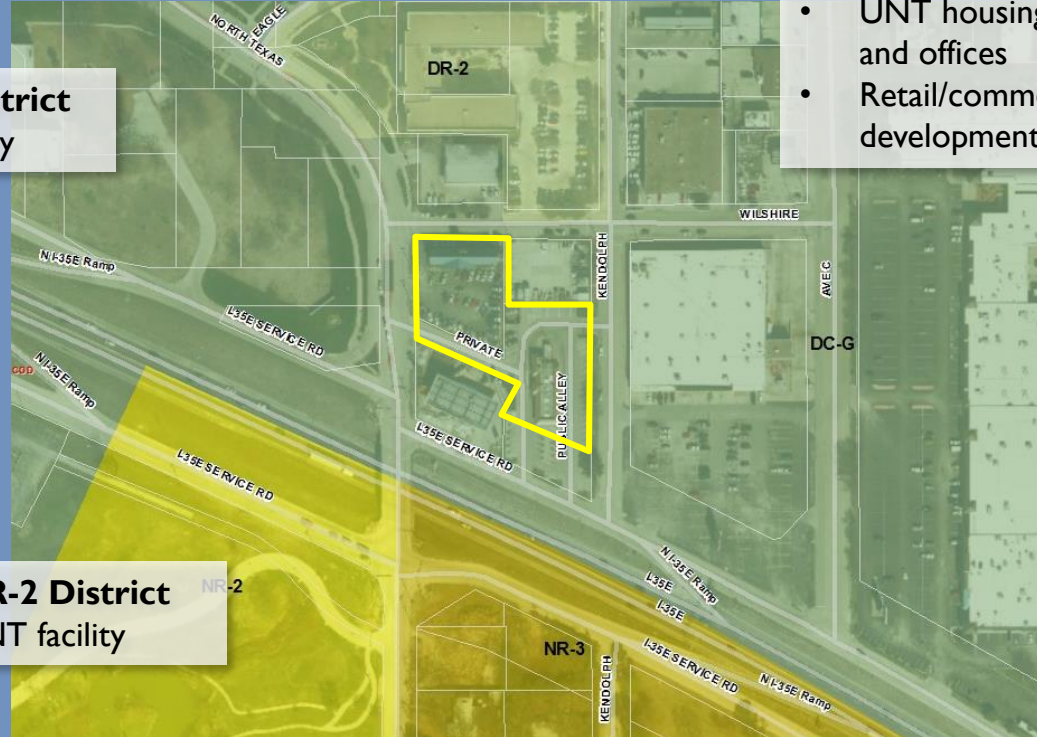 • UNT housing
and offices
• Retail/comm
development
EAGLE
NORTH TEXAS
DR-2
trict
y
WILSHIRE
N I-35E Ramp
KENDOLPH
AVE C
I-35E SERVICE RD
PRIVATE
DC-G
N I-35E Ramp
PUBLIC ALLEY
I-35E SERVICE RD
I-35E SERVICE RD
N I-35E Ramp
I-35E
I-35E
R-2 District
NT facility
NR-2
NR-3
I-35E SERVICE RD
N I-35E Ramp
KENDOLPH